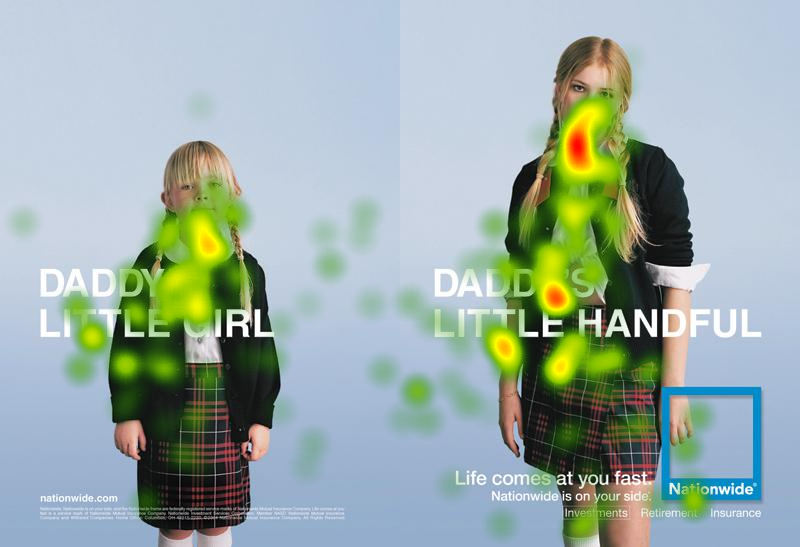 DADDY'S
LITTLE GIRL
DADDY'S
LITTLE HANDFUL
nationwide.com
Life comes at you fast.
Nationwide is on your side.
Nationwide®
Investments Retirement Insurance